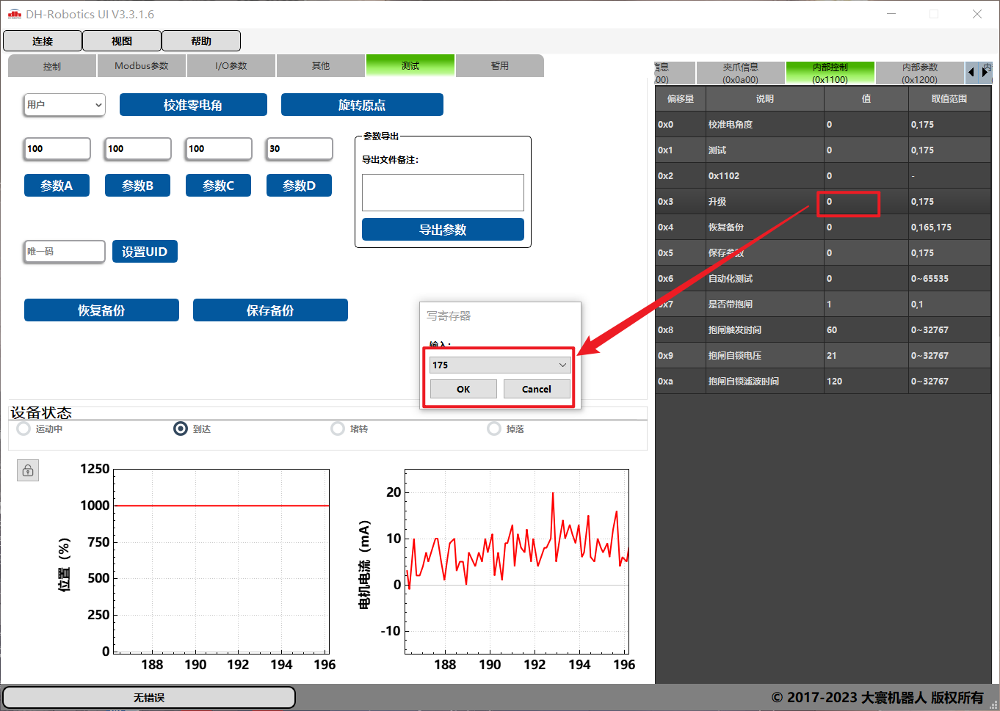 DH-Robotics UI V3.3.1.6
连接 视图 帮助
控制 Modbus参数 I/O参数 其他 测试 暂用
信息 夹爪信息 内部控制 内部参数
00) (0x0a00) (0x1100) (0x1200)
用户 校准零电角 旋转原点
100 100 100 30
参数A 参数B 参数C 参数D
参数导出
导出文件备注:
导出参数
唯一码 设置UID
恢复备份 保存备份
偏移量 说明 值 取值范围
0x0 校准电角度 0 0,175
0x1 测试 0 0,175
0x2 0x1102 0 -
0x3 升级 0 0,175
0x4 恢复备份 0 0,165,175
0x5 保存参数 0 0,175
0x6 自动化测试 0 0~65535
0x7 是否带抱闸 1 0,1
0x8 抱闸触发时间 60 0~32767
0x9 抱闸自锁电压 21 0~32767
0xa 抱闸自锁滤波时间 120 0~32767
写寄存器
输入:
175
OK Cancel
设备状态
运动中 到达 堵转 掉落
位置 (%)
1250
1000
750
500
250
0
188 190 192 194 196
电机电流 (mA)
20
10
0
-10
188 190 192 194 196
无错误
© 2017-2023 大寰机器人 版权所有